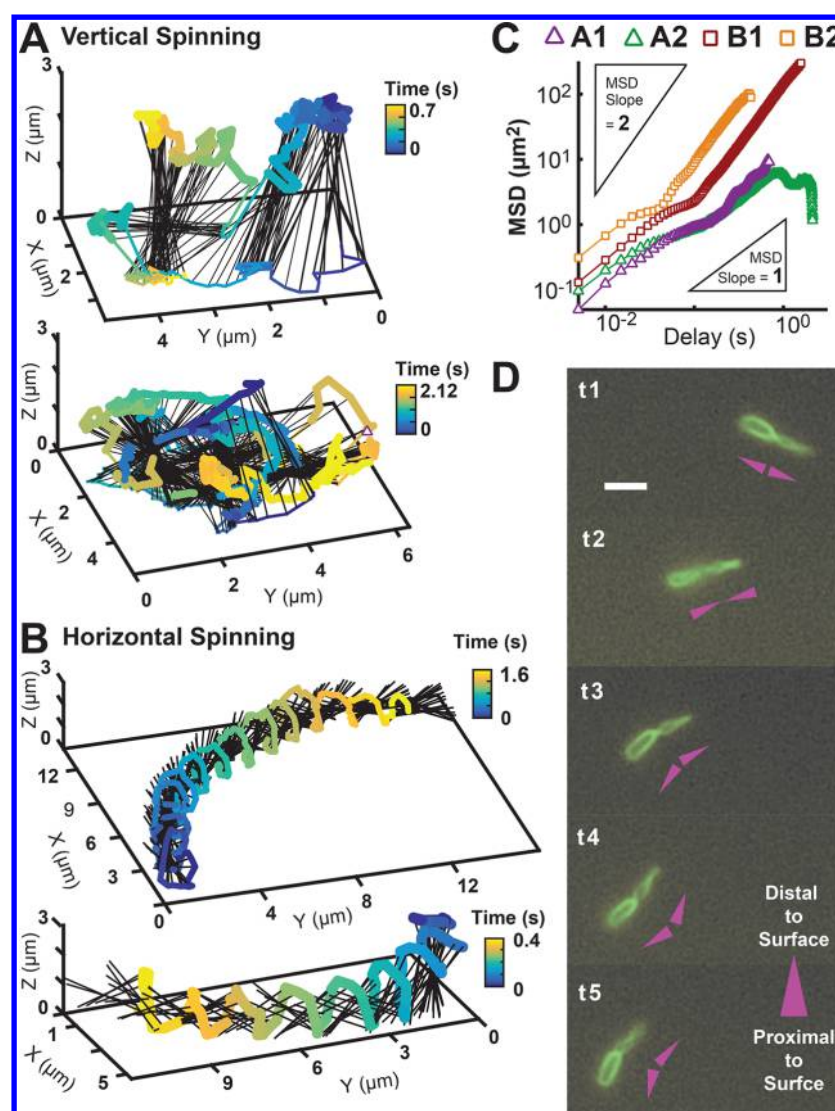 A Vertical Spinning
3
Z (µm)
0
X (µm)
2
4
Y (µm)
2
0
Time (s)
0.7
0
3
Z (µm)
0
X (µm)
2
4
0
2
Y (µm)
4
6
Time (s)
2.12
0
B Horizontal Spinning
Time (s)
1.6
0
3
Z (µm)
0
12
9
X (µm)
6
3
0
4
Y (µm)
8
12
Time (s)
0.4
0
3
Z (µm)
0
1
X (µm)
5
9
6
Y (µm)
3
0
C A1 A2 B1 B2
MSD (µm²)
10²
10¹
10⁰
10⁻¹
MSD
Slope
= 2
MSD
Slope = 1
10⁻²
10⁰
Delay (s)
D
t1
t2
t3
t4
t5
Distal
to
Surface
Proximal
to
Surfce